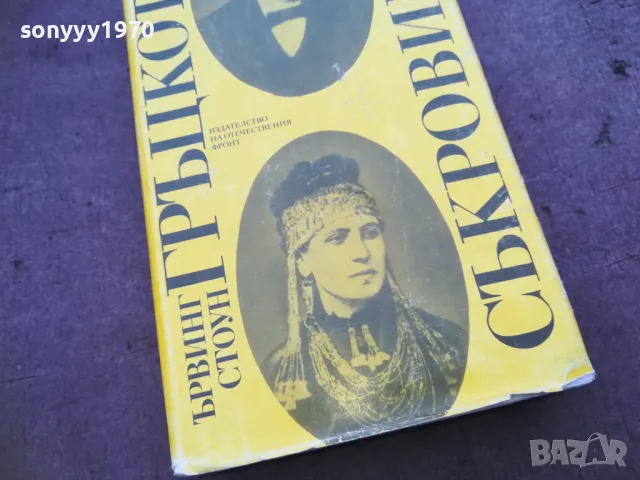 sonyyy1970
ЪРВИНГ
СТОУН
ГРЪЦКОТ
СЪКРОВИ
ИЗДАТЕЛСТВО
НА ОТЕЧЕСТВЕНИЯ
ФРОНТ
BAZAR